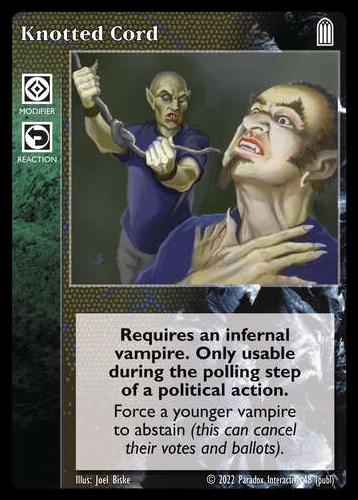 Knotted Cord
MODIFIER
REACTION
Requires an infernal
vampire. Only usable
during the polling step
of a political action.
Force a younger vampire
to abstain (this can cancel
their votes and ballots).
Illus: Joel Biske
© 2022 Paradox Interactive AB (publ)